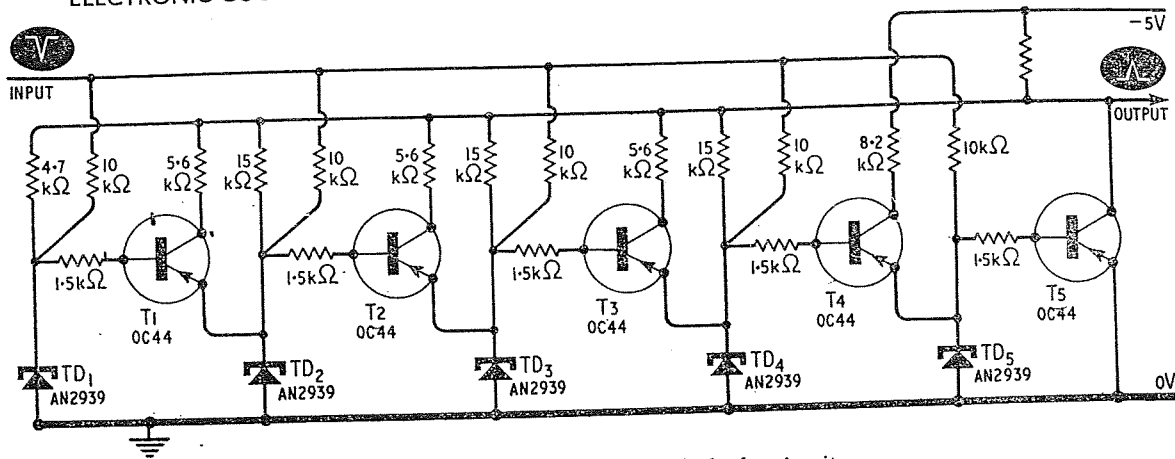 -5V
INPUT
OUTPUT
4·7 kΩ
10 kΩ
5·6 kΩ
15 kΩ
10 kΩ
5·6 kΩ
15 kΩ
10 kΩ
5·6 kΩ
15 kΩ
10 kΩ
8·2 kΩ
10kΩ
1·5kΩ
1·5kΩ
1·5kΩ
1·5kΩ
1·5kΩ
T1
OC44
T2
OC44
T3
OC44
T4
OC44
T5
OC44
TD1
AN2939
TD2
AN2939
TD3
AN2939
TD4
AN2939
TD5
AN2939
0V